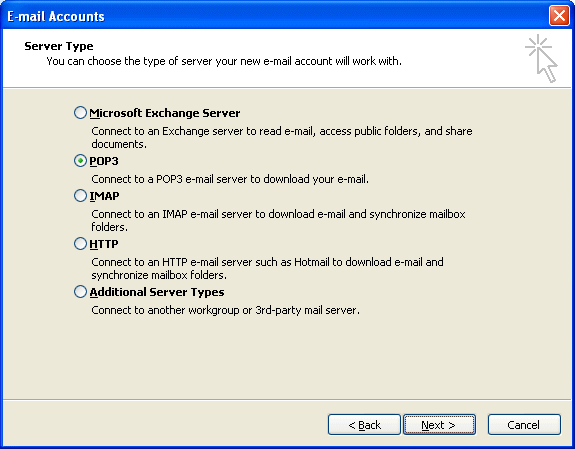 E-mail Accounts
Server Type
You can choose the type of server your new e-mail account will work with.
Microsoft Exchange Server
Connect to an Exchange server to read e-mail, access public folders, and share
documents.
POP3
Connect to a POP3 e-mail server to download your e-mail.
IMAP
Connect to an IMAP e-mail server to download e-mail and synchronize mailbox
folders.
HTTP
Connect to an HTTP e-mail server such as Hotmail to download e-mail and
synchronize mailbox folders.
Additional Server Types
Connect to another workgroup or 3rd-party mail server.
< Back Next > Cancel